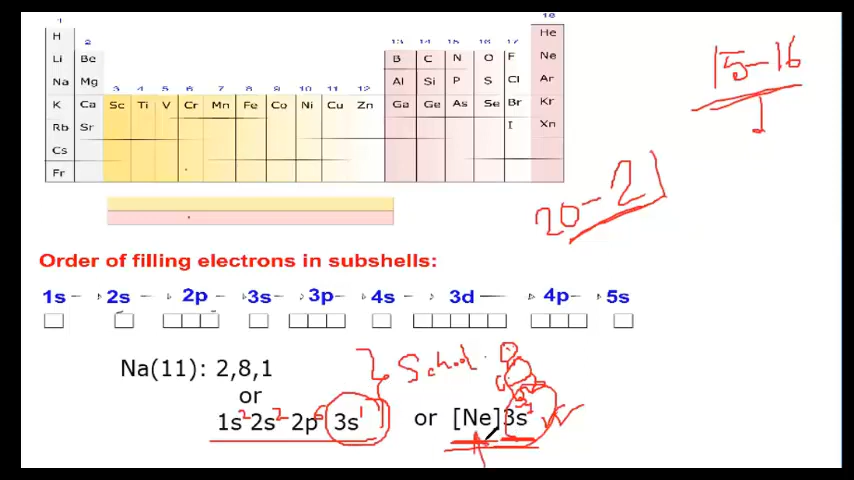 1 18
H 2 13 14 15 16 17 He
Li Be B C N O F Ne
Na Mg 3 4 5 6 7 8 9 10 11 12 Al Si P S Cl Ar
K Ca Sc Ti V Cr Mn Fe Co Ni Cu Zn Ga Ge As Se Br Kr
Rb Sr I Xn
Cs
Fr
15-16
20-21
Order of filling electrons in subshells:
1s 2s 2p 3s 3p 4s 3d 4p 5s
Na(11): 2,8,1
School
or
1s² 2s² 2p⁶ 3s¹ or [Ne]3s¹